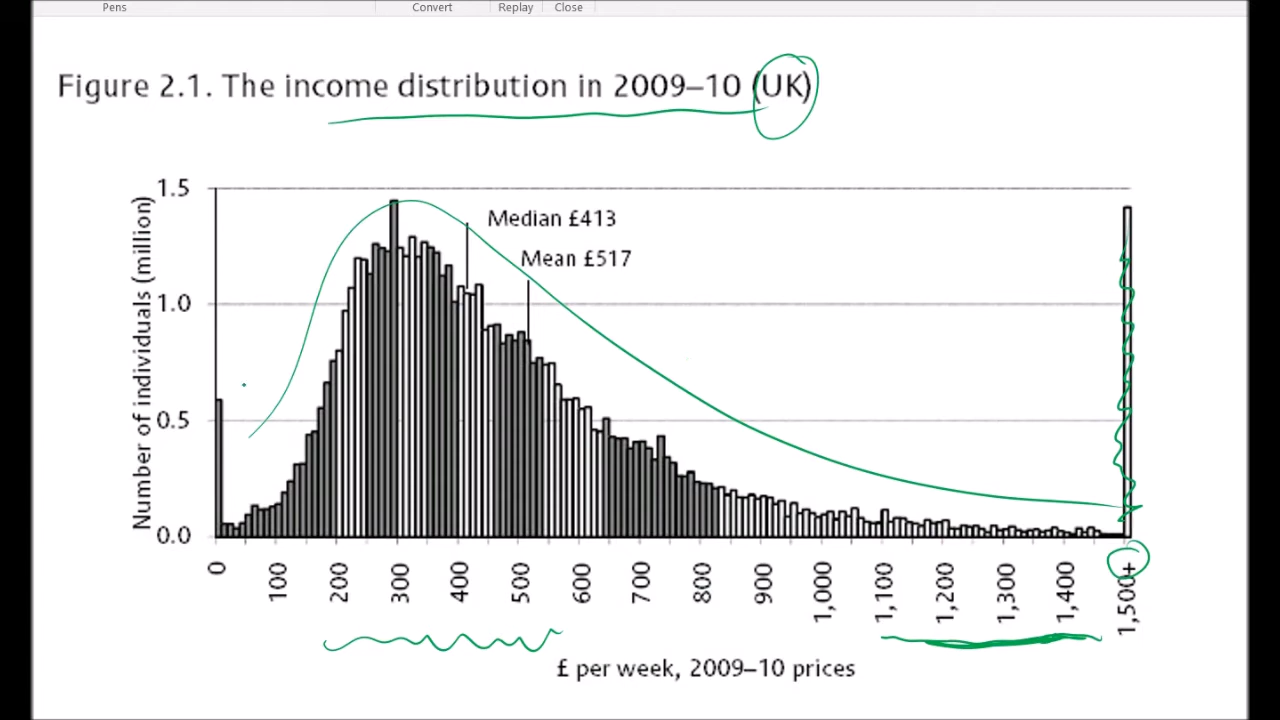 Pens Convert Replay Close
Figure 2.1. The income distribution in 2009–10 (UK)
Number of individuals (million)
1.5
1.0
0.5
0.0
Median £413
Mean £517
0 100 200 300 400 500 600 700 800 900 1,000 1,100 1,200 1,300 1,400 1,500+
£ per week, 2009–10 prices